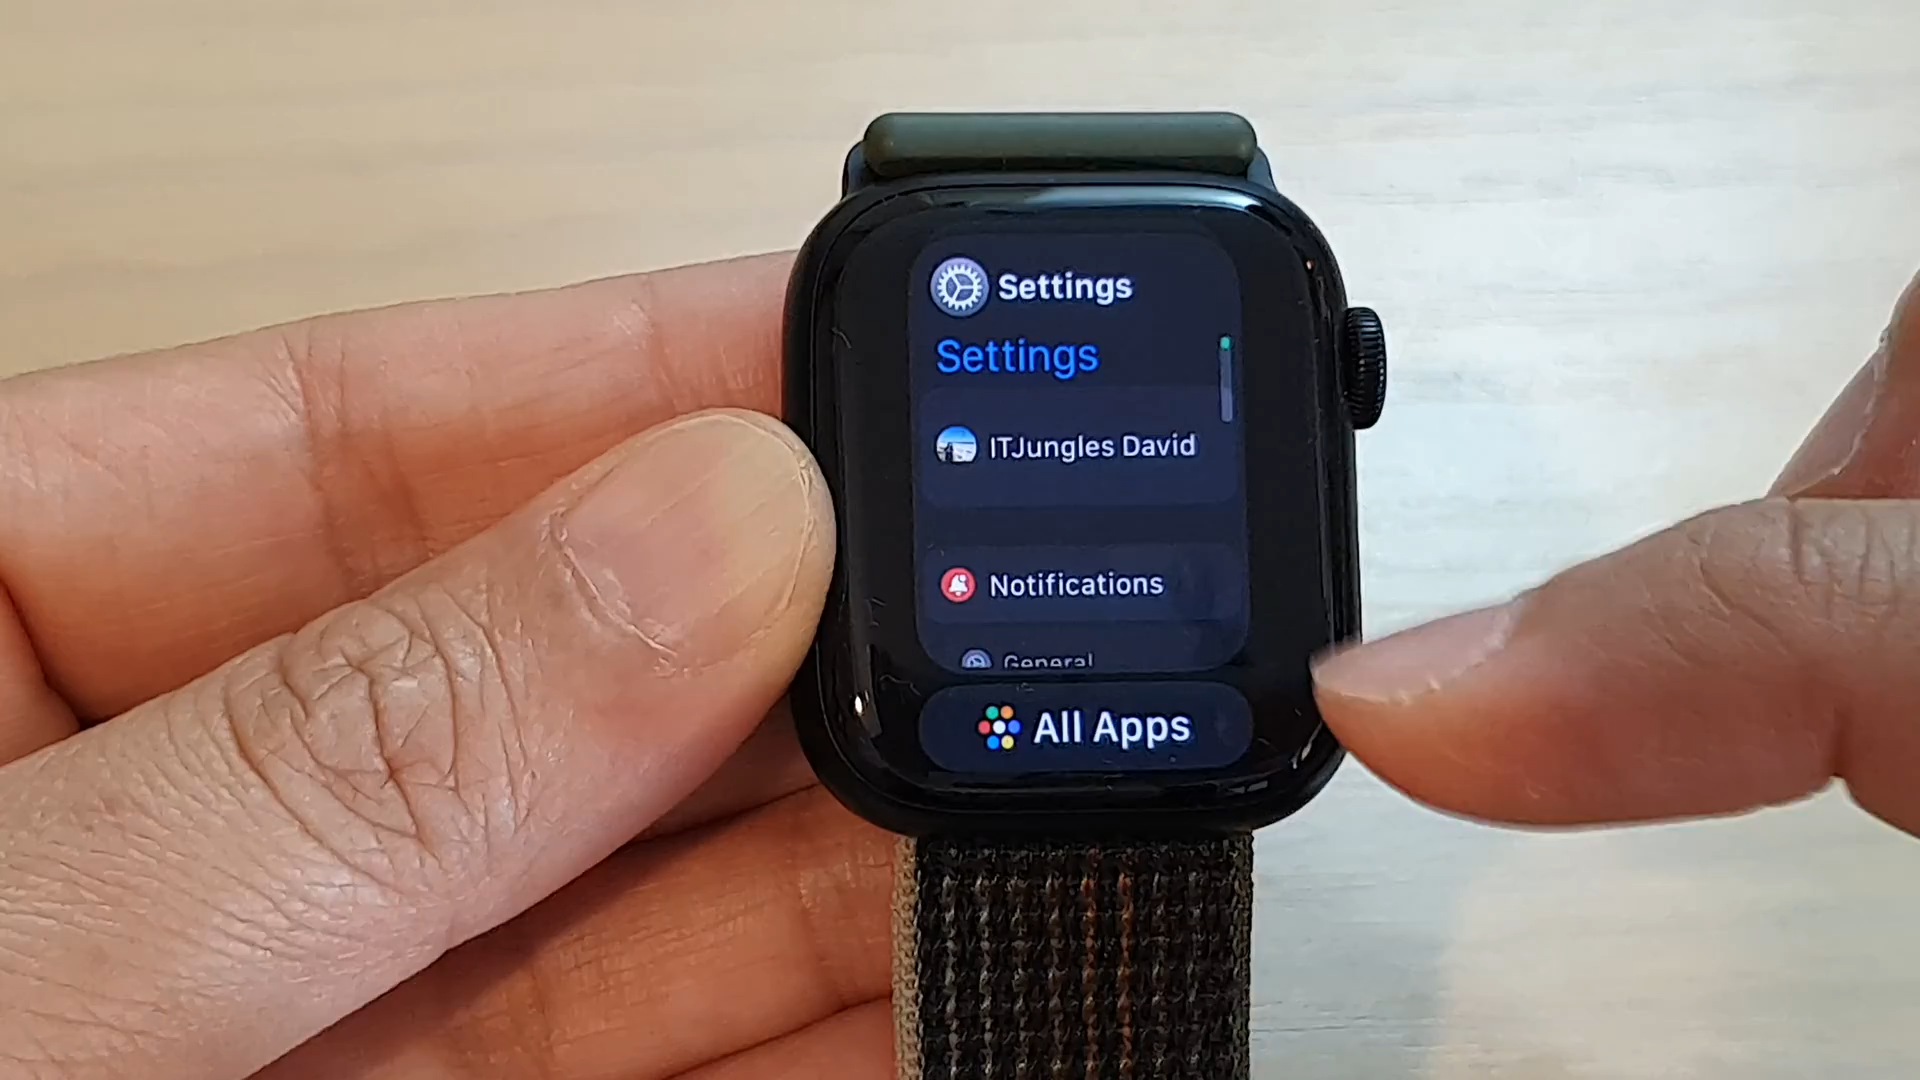 Settings
Settings
ITJungles David
Notifications
General
All Apps